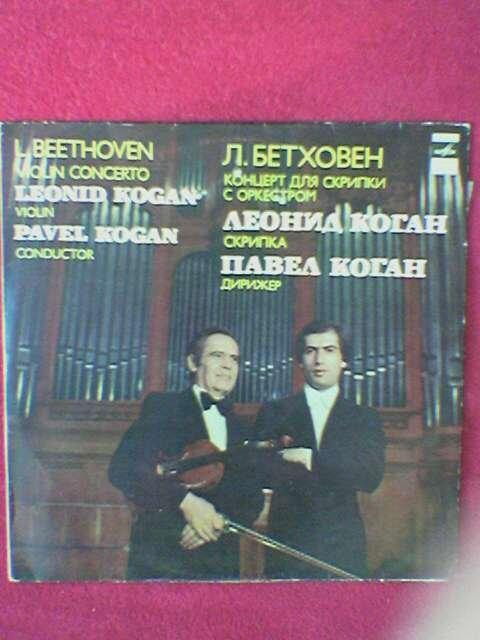 L. BEETHOVEN
VIOLIN CONCERTO
LEONID KOGAN
VIOLIN
PAVEL KOGAN
CONDUCTOR
Л. БЕТХОВЕН
КОНЦЕРТ ДЛЯ СКРИПКИ
С ОРКЕСТРОМ
ЛЕОНИД КОГАН
СКРИПКА
ПАВЕЛ КОГАН
ДИРИЖЕР